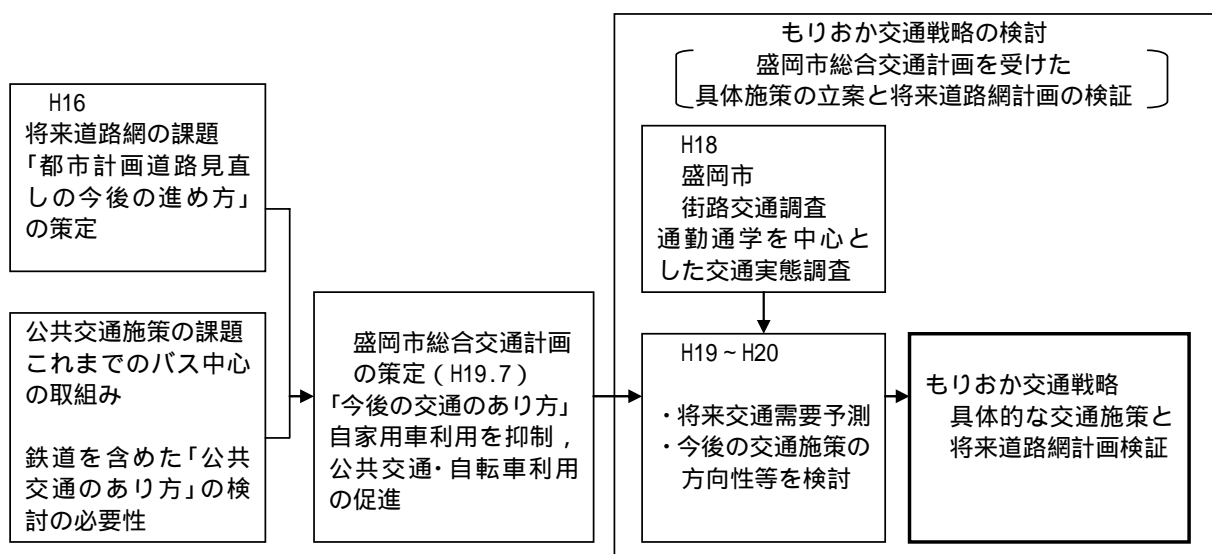 もりおか交通戦略の検討
盛岡市総合交通計画を受けた
具体施策の立案と将来道路網計画の検証
H16
将来道路網の課題
「都市計画道路見直
しの今後の進め方」
の策定
H18
盛岡市
街路交通調査
通勤通学を中心と
した交通実態調査
公共交通施策の課題
これまでのバス中心
の取組み
鉄道を含めた「公共
交通のあり方」の検
討の必要性
盛岡市総合交通計画
の策定（H19.7）
「今後の交通のあり方」
自家用車利用を抑制，
公共交通・自転車利用
の促進
H19～H20
・将来交通需要予測
・今後の交通施策の
方向性等を検討
もりおか交通戦略
具体的な交通施策と
将来道路網計画検証